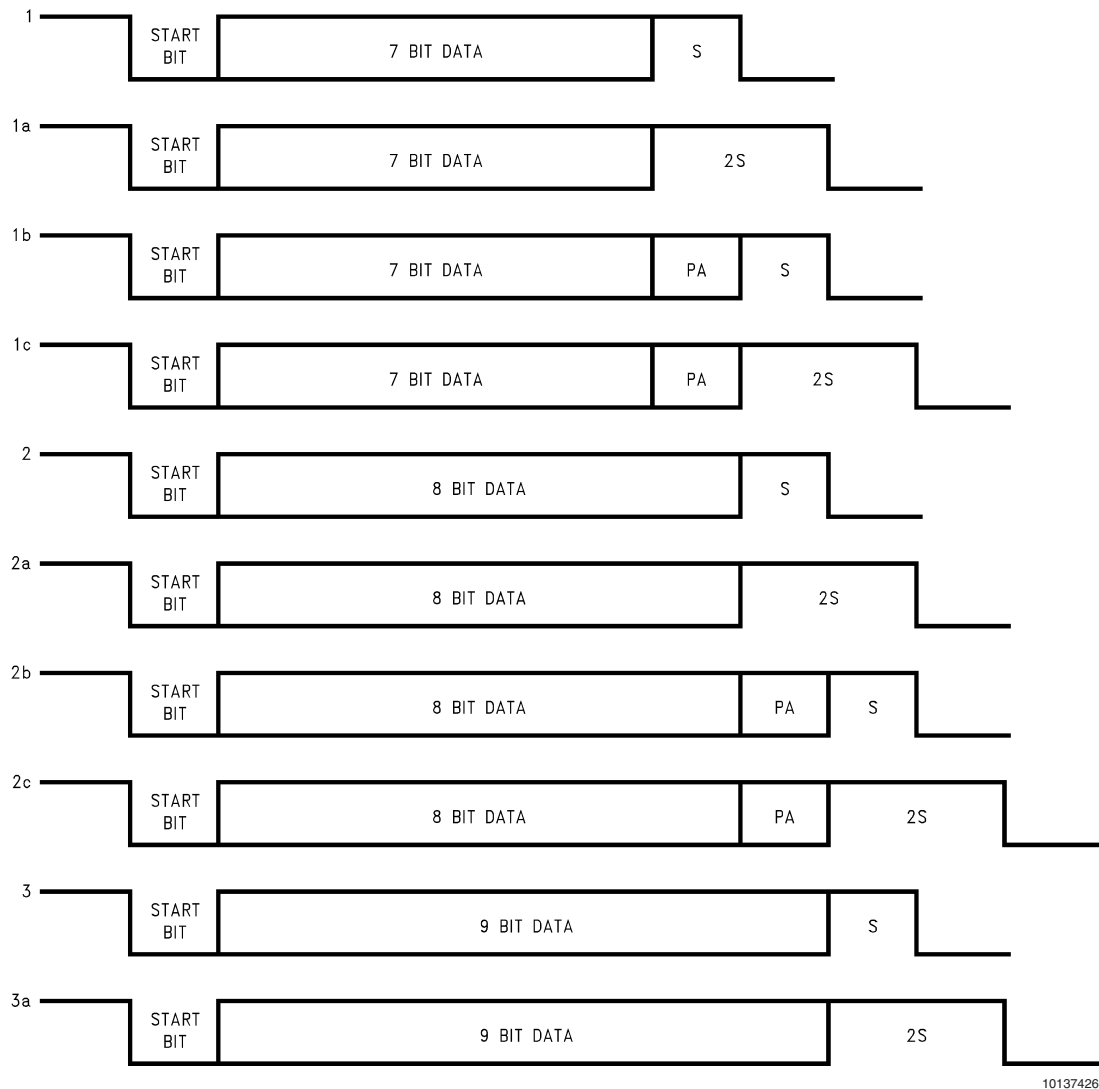 1
START
BIT
7 BIT DATA
S
1a
START
BIT
7 BIT DATA
2S
1b
START
BIT
7 BIT DATA
PA
S
1c
START
BIT
7 BIT DATA
PA
2S
2
START
BIT
8 BIT DATA
S
2a
START
BIT
8 BIT DATA
2S
2b
START
BIT
8 BIT DATA
PA
S
2c
START
BIT
8 BIT DATA
PA
2S
3
START
BIT
9 BIT DATA
S
3a
START
BIT
9 BIT DATA
2S
10137426